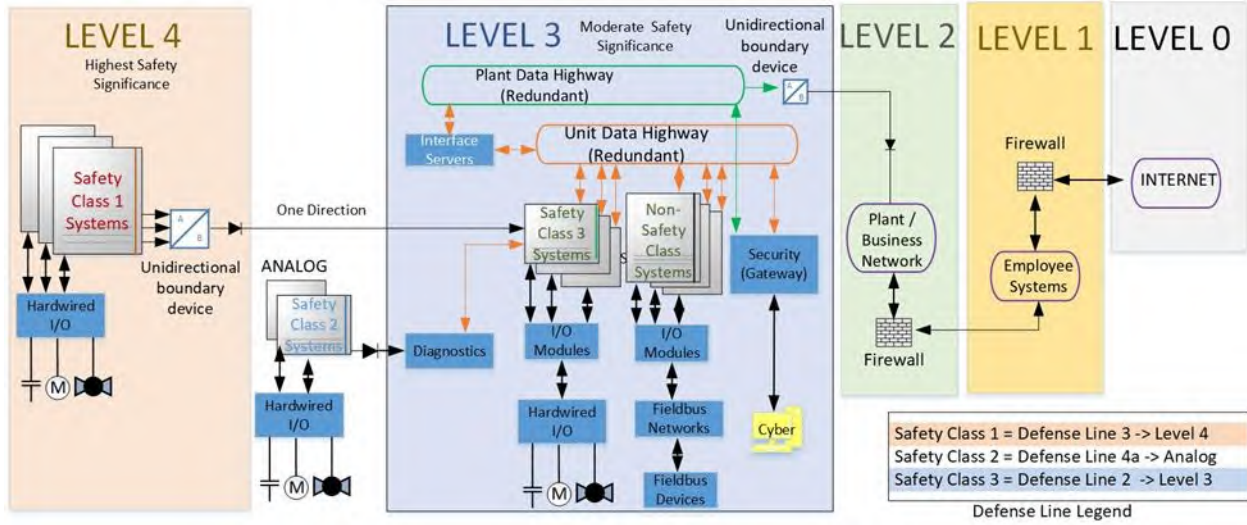 LEVEL 4
Highest Safety
Significance
Safety
Class 1
Systems
A
B
Unidirectional
boundary
device
Hardwired
I/O
M
One Direction
ANALOG
Safety
Class 2
Systems
Hardwired
I/O
M
LEVEL 3
Moderate Safety
Significance
Unidirectional
boundary
device
A
B
Plant Data Highway
(Redundant)
Interface
Servers
Unit Data Highway
(Redundant)
Safety
Class 3
Systems
s
Non-
Safety
Class
Systems
Security
(Gateway)
Diagnostics
I/O
Modules
I/O
Modules
Hardwired
I/O
M
Fieldbus
Networks
Fieldbus
Devices
Cyber
LEVEL 2
Plant /
Business
Network
Firewall
LEVEL 1
Firewall
Employee
Systems
LEVEL 0
INTERNET
Safety Class 1 = Defense Line 3 -> Level 4
Safety Class 2 = Defense Line 4a -> Analog
Safety Class 3 = Defense Line 2 -> Level 3
Defense Line Legend